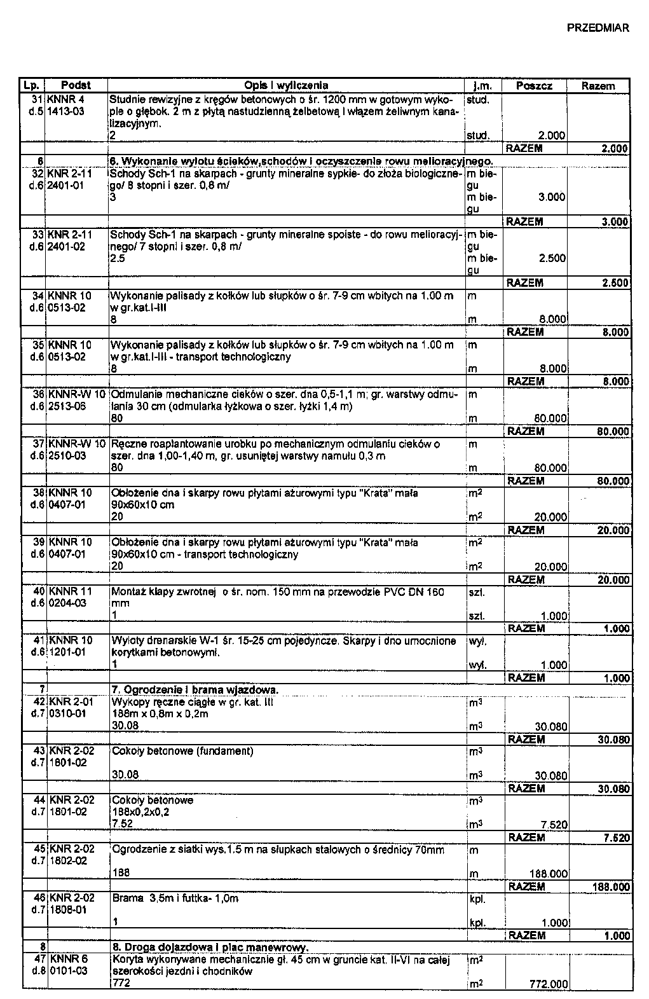 PRZEDMIAR
Lp. Podst Opis i wyliczenia j.m. Poszcz Razem
31 KNNR 4 Studnie rewizyjne z kręgów betonowych o śr. 1200 mm w gotowym wyko- stud.
d.5 1413-03 pie o głębok. 2 m z płytą nastudzienną żelbetową i włązem żeliwnym kana-
lizacyjnym.
2 stud. 2.000
RAZEM 2.000
6 6. Wykonanie wylotu ścieków,schodów i oczyszczenie rowu melioracyjnego.
32 KNR 2-11 Schody Sch-1 na skarpach - grunty mineralne sypkie- do złoża biologiczne- m bie-
d.6 2401-01 go/ 8 stopni i szer. 0,8 m/ gu
3 m bie- 3.000
gu
RAZEM 3.000
33 KNR 2-11 Schody Sch-1 na skarpach - grunty mineralne spoiste - do rowu melioracyj- m bie-
d.6 2401-02 nego/ 7 stopni i szer. 0,8 m/ gu
2.5 m bie- 2.500
gu
RAZEM 2.500
34 KNNR 10 Wykonanie palisady z kołków lub słupków o śr. 7-9 cm wbitych na 1.00 m m
d.6 0513-02 w gr.kat.I-III
8 m 8.000
RAZEM 8.000
35 KNNR 10 Wykonanie palisady z kołków lub słupków o śr. 7-9 cm wbitych na 1.00 m m
d.6 0513-02 w gr.kat.I-III - transport technologiczny
8 m 8.000
RAZEM 8.000
36 KNNR-W 10 Odmulanie mechaniczne cieków o szer. dna 0,5-1,1 m; gr. warstwy odmu- m
d.6 2513-06 lania 30 cm (odmularka łyżkowa o szer. łyżki 1,4 m)
80 m 80.000
RAZEM 80.000
37 KNNR-W 10 Ręczne roaplantowanie urobku po mechanicznym odmulaniu cieków o m
d.6 2510-03 szer. dna 1,00-1,40 m, gr. usuniętej warstwy namułu 0,3 m
80 m 80.000
RAZEM 80.000
38 KNNR 10 Obłożenie dna i skarpy rowu płytami ażurowymi typu "Krata" mała m2
d.6 0407-01 90x60x10 cm
20 m2 20.000
RAZEM 20.000
39 KNNR 10 Obłożenie dna i skarpy rowu płytami ażurowymi typu "Krata" mała m2
d.6 0407-01 90x60x10 cm - transport technologiczny
20 m2 20.000
RAZEM 20.000
40 KNNR 11 Montaż klapy zwrotnej o śr. nom. 150 mm na przewodzie PVC DN 160 szt.
d.6 0204-03 mm
1 szt. 1.000
RAZEM 1.000
41 KNNR 10 Wyloty drenarskie W-1 śr. 15-25 cm pojedyncze. Skarpy i dno umocnione wyl.
d.6 1201-01 korytkami betonowymi.
1 wyl. 1.000
RAZEM 1.000
7 7. Ogrodzenie i brama wjazdowa.
42 KNR 2-01 Wykopy ręczne ciągłe w gr. kat. III m3
d.7 0310-01 188m x 0,8m x 0,2m
30.08 m3 30.080
RAZEM 30.080
43 KNR 2-02 Cokoły betonowe (fundament) m3
d.7 1801-02
30.08 m3 30.080
RAZEM 30.080
44 KNR 2-02 Cokoły betonowe m3
d.7 1801-02 188x0,2x0,2
7.52 m3 7.520
RAZEM 7.520
45 KNR 2-02 Ogrodzenie z siatki wys.1.5 m na słupkach stalowych o średnicy 70mm m
d.7 1802-02
188 m 188.000
RAZEM 188.000
46 KNR 2-02 Brama 3,5m i futtka- 1,0m kpl.
d.7 1808-01
1 kpl. 1.000
RAZEM 1.000
8 8. Droga dojazdowa i plac manewrowy.
47 KNNR 6 Koryta wykonywane mechanicznie gł. 45 cm w gruncie kat. II-VI na całej m2
d.8 0101-03 szerokości jezdni i chodników
772 m2 772.000